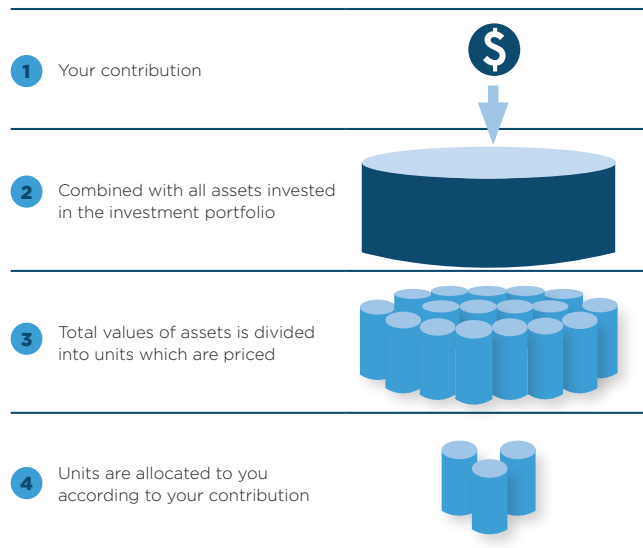 $
1
Your contribution
2
Combined with all assets invested
in the investment portfolio
3
Total values of assets is divided
into units which are priced
4
Units are allocated to you
according to your contribution